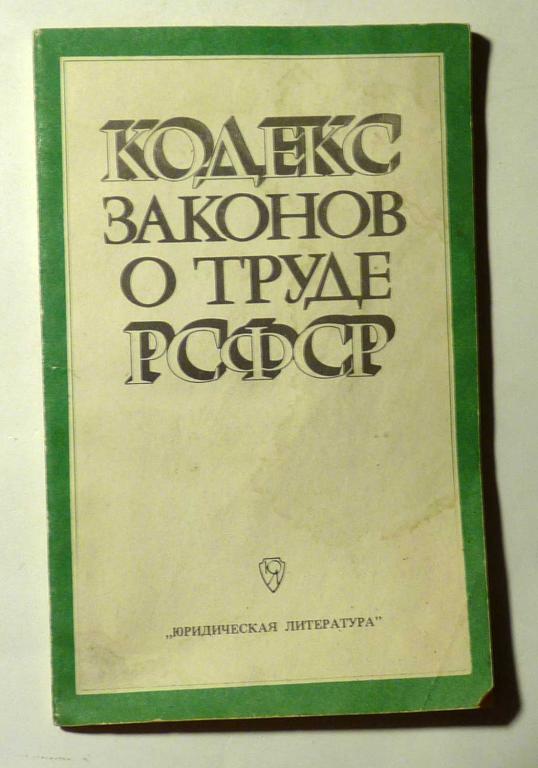 КОДЕКС
ЗАКОНОВ
О ТРУДЕ
РСФСР
„ЮРИДИЧЕСКАЯ ЛИТЕРАТУРА"